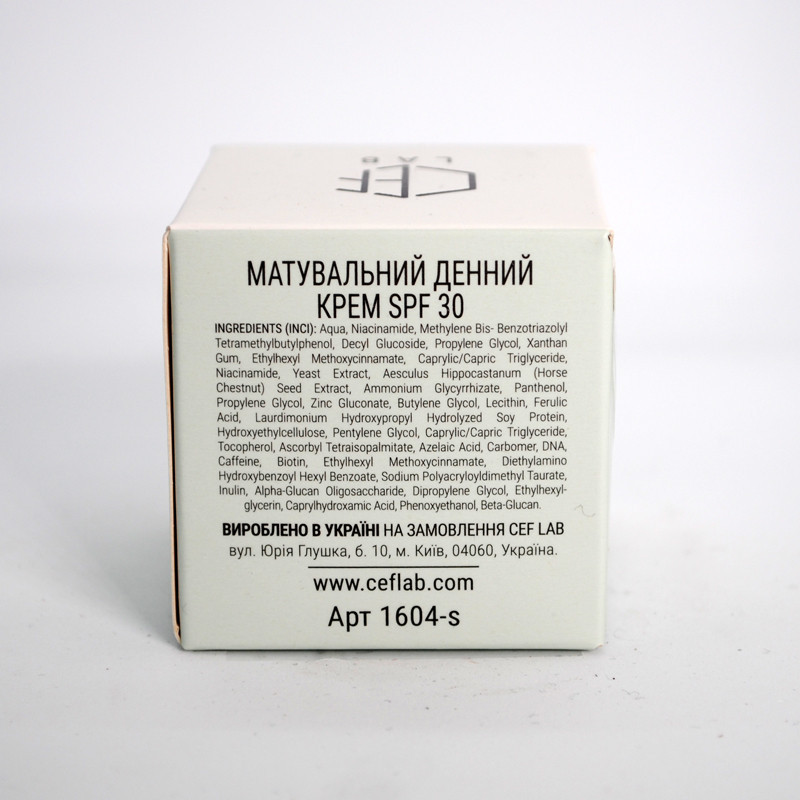 CEF
LAB
МАТУВАЛЬНИЙ ДЕННИЙ
КРЕМ SPF 30
INGREDIENTS (INCI): Aqua, Niacinamide, Methylene Bis- Benzotriazolyl
Tetramethylbutylphenol, Decyl Glucoside, Propylene Glycol, Xanthan
Gum, Ethylhexyl Methoxycinnamate, Caprylic/Capric Triglyceride,
Niacinamide, Yeast Extract, Aesculus Hippocastanum (Horse
Chestnut) Seed Extract, Ammonium Glycyrrhizate, Panthenol,
Propylene Glycol, Zinc Gluconate, Butylene Glycol, Lecithin, Ferulic
Acid, Laurdimonium Hydroxypropyl Hydrolyzed Soy Protein,
Hydroxyethylcellulose, Pentylene Glycol, Caprylic/Capric Triglyceride,
Tocopherol, Ascorbyl Tetraisopalmitate, Azelaic Acid, Carbomer, DNA,
Caffeine, Biotin, Ethylhexyl Methoxycinnamate, Diethylamino
Hydroxybenzoyl Hexyl Benzoate, Sodium Polyacryloyldimethyl Taurate,
Inulin, Alpha-Glucan Oligosaccharide, Dipropylene Glycol, Ethylhexyl-
glycerin, Caprylhydroxamic Acid, Phenoxyethanol, Beta-Glucan.
ВИРОБЛЕНО В УКРАЇНІ НА ЗАМОВЛЕННЯ CEF LAB
вул. Юрія Глушка, б. 10, м. Київ, 04060, Україна.
www.ceflab.com
Арт 1604-s